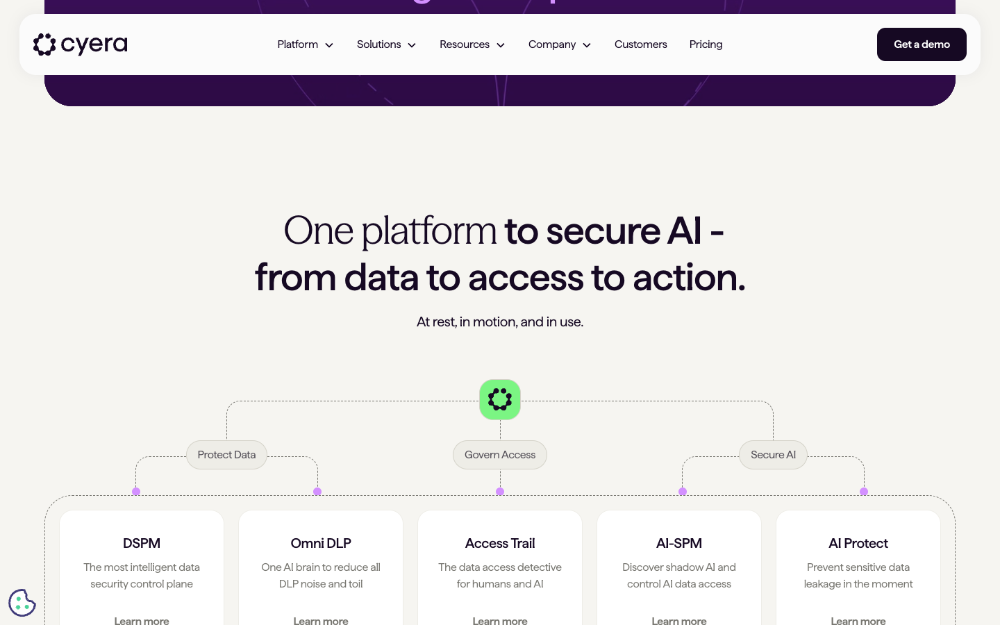 cyera
Platform
Solutions
Resources
Company
Customers
Pricing
Get a demo
One platform to secure AI -
from data to access to action.
At rest, in motion, and in use.
Protect Data
Govern Access
Secure AI
DSPM
The most intelligent data
security control plane
Learn more
Omni DLP
One AI brain to reduce all
DLP noise and toil
Learn more
Access Trail
The data access detective
for humans and AI
Learn more
AI-SPM
Discover shadow AI and
control AI data access
Learn more
AI Protect
Prevent sensitive data
leakage in the moment
Learn more